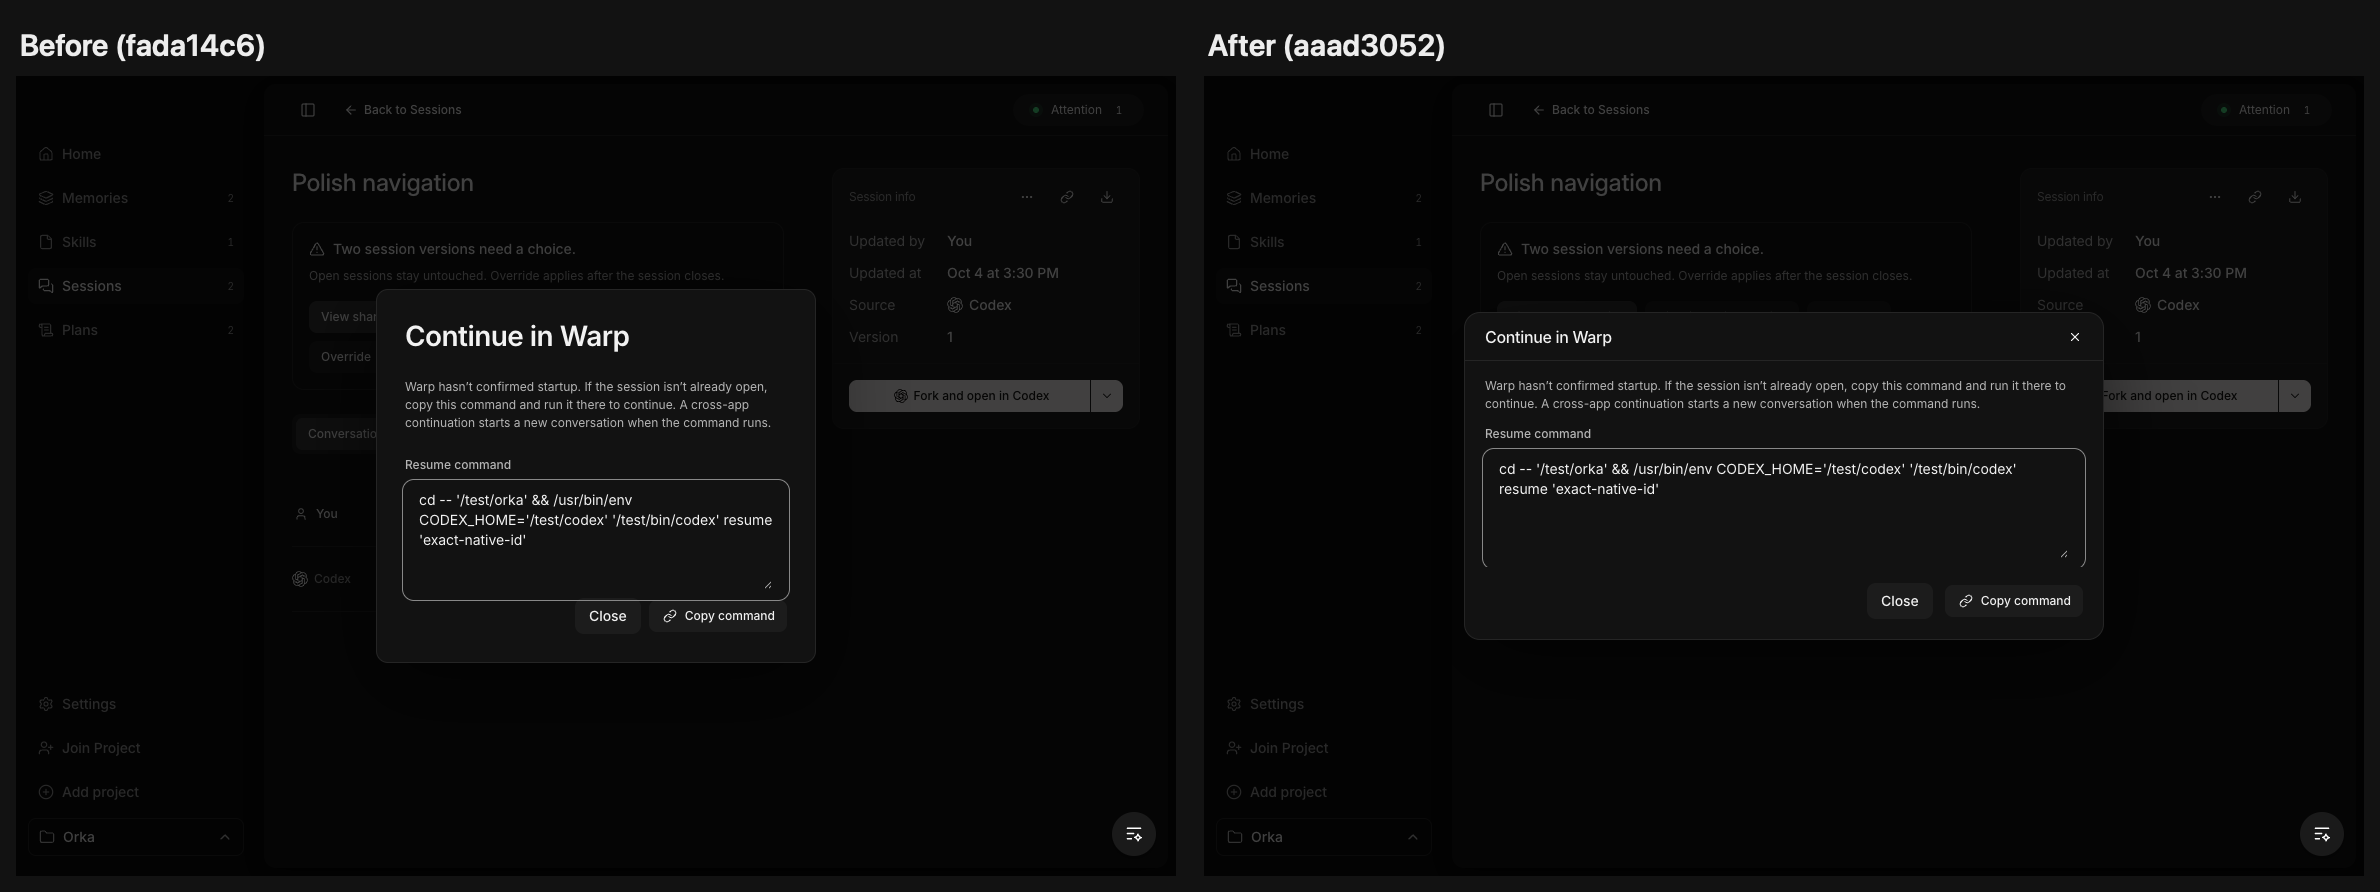 Before (fada14c6)
Back to Sessions
Attention 1
Home
Memories 2
Skills 1
Sessions 2
Plans 2
Settings
Join Project
Add project
Orka
Polish navigation
Two session versions need a choice.
Open sessions stay untouched. Override applies after the session closes.
View shar
Override
Conversatio
You
Codex
Session info
Updated by You
Updated at Oct 4 at 3:30 PM
Source Codex
Version 1
Fork and open in Codex
Continue in Warp
Warp hasn’t confirmed startup. If the session isn’t already open,
copy this command and run it there to continue. A cross-app
continuation starts a new conversation when the command runs.
Resume command
cd -- '/test/orka' && /usr/bin/env
CODEX_HOME='/test/codex' '/test/bin/codex' resume
'exact-native-id'
Close
Copy command
After (aaad3052)
Back to Sessions
Attention 1
Home
Memories 2
Skills 1
Sessions 2
Plans 2
Settings
Join Project
Add project
Orka
Polish navigation
Two session versions need a choice.
Open sessions stay untouched. Override applies after the session closes.
Session info
Updated by You
Updated at Oct 4 at 3:30 PM
Source Codex
1
Fork and open in Codex
Continue in Warp
Warp hasn’t confirmed startup. If the session isn’t already open, copy this command and run it there to
continue. A cross-app continuation starts a new conversation when the command runs.
Resume command
cd -- '/test/orka' && /usr/bin/env CODEX_HOME='/test/codex' '/test/bin/codex'
resume 'exact-native-id'
Close
Copy command